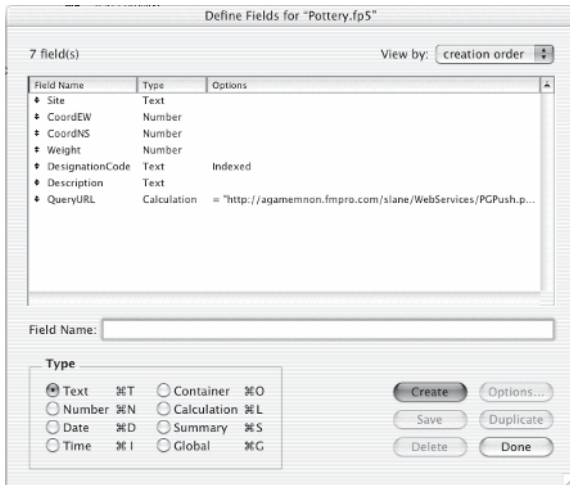 Define Fields for "Pottery.fp5"
7 field(s)
View by: creation order
Field Name Type Options
Site Text
CoordEW Number
CoordNS Number
Weight Number
DesignationCode Text Indexed
Description Text
QueryURL Calculation = "http://agamemnon.fmpro.com/slane/WebServices/PGPush.p...
Field Name:
Type
Text ⌘T Container ⌘O
Number ⌘N Calculation ⌘L
Date ⌘D Summary ⌘S
Time ⌘I Global ⌘G
Create Options...
Save Duplicate
Delete Done